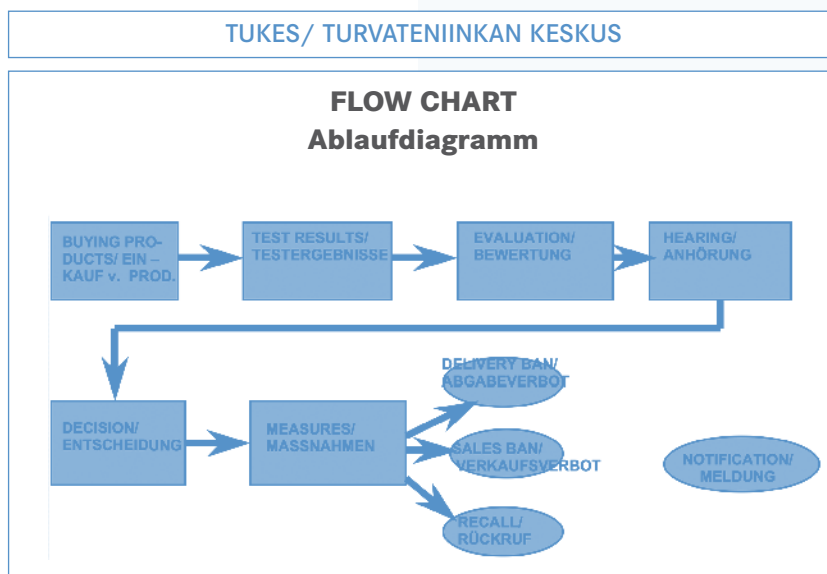 TUKES/ TURVATENIINKAN KESKUS
FLOW CHART
Ablaufdiagramm
BUYING PRO-
DUCTS/ EIN –
KAUF v. PROD.
TEST RESULTS/
TESTERGEBNISSE
EVALUATION/
BEWERTUNG
HEARING/
ANHÖRUNG
DECISION/
ENTSCHEIDUNG
MEASURES/
MASSNAHMEN
DELIVERY BAN/
ABGABEVERBOT
SALES BAN/
VERKAUFSVERBOT
RECALL/
RÜCKRUF
NOTIFICATION/
MELDUNG